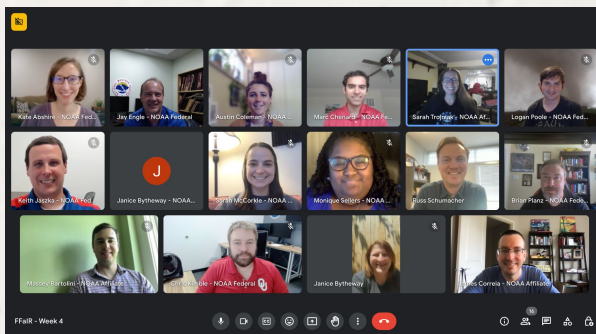 Kate Abshire - NOAA Fed...
Jay Engle - NOAA Federal
Austin Coleman - NOAA ...
Marc Chenard - NOAA Fe...
Sarah Trojniak - NOAA Af...
Logan Poole - NOAA Fed...
Keith Jaszka - NOAA Fed
J
Janice Bytheway - NOAA...
Sarah McCorkle - NOAA ...
Monique Sellers - NOAA ...
Russ Schumacher
Brian Planz - NOAA Fede...
Massey Bartolini - NOAA Affiliate
Kimble - NOAA Federal
Janice Bytheway
James Correia - NOAA Affiliate
FFaIR - Week 4
16